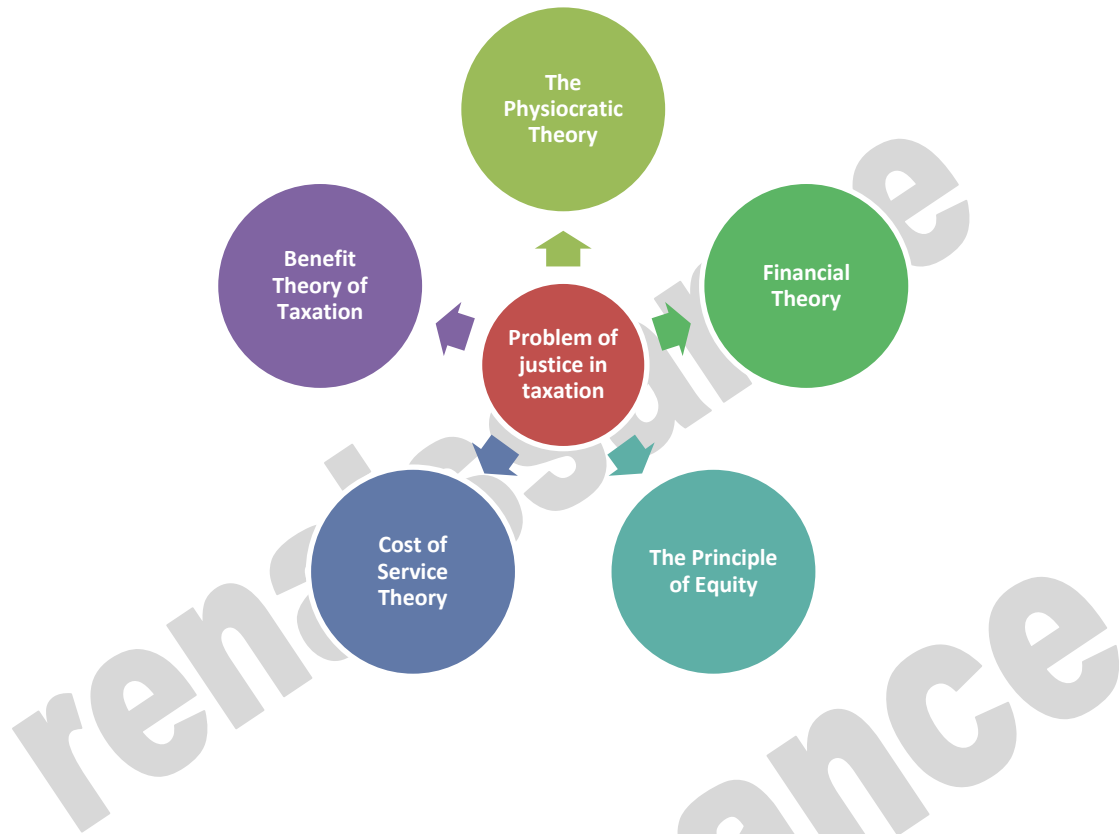 The
Physiocratic
Theory
Benefit
Theory of
Taxation
Financial
Theory
Problem of
justice in
taxation
Cost of
Service
Theory
The Principle
of Equity
renaissance
ance